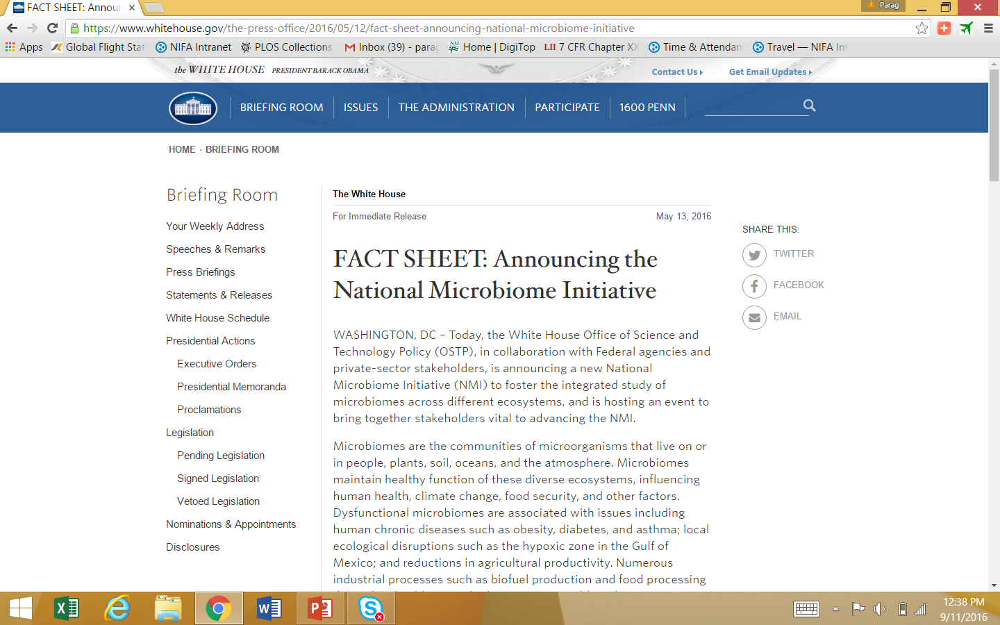 FACT SHEET: Announ
Parag
https://www.whitehouse.gov/the-press-office/2016/05/12/fact-sheet-announcing-national-microbiome-initiative
Apps Global Flight Stat NIFA Intranet PLOS Collections Inbox (39) - parag Home | DigiTop LII 7 CFR Chapter XX Time & Attendan Travel — NIFA Int
the WHITE HOUSE PRESIDENT BARACK OBAMA
Contact Us Get Email Updates
BRIEFING ROOM ISSUES THE ADMINISTRATION PARTICIPATE 1600 PENN
HOME · BRIEFING ROOM
Briefing Room
Your Weekly Address
Speeches & Remarks
Press Briefings
Statements & Releases
White House Schedule
Presidential Actions
Executive Orders
Presidential Memoranda
Proclamations
Legislation
Pending Legislation
Signed Legislation
Vetoed Legislation
Nominations & Appointments
Disclosures
The White House
For Immediate Release May 13, 2016
FACT SHEET: Announcing the
National Microbiome Initiative
WASHINGTON, DC – Today, the White House Office of Science and
Technology Policy (OSTP), in collaboration with Federal agencies and
private-sector stakeholders, is announcing a new National
Microbiome Initiative (NMI) to foster the integrated study of
microbiomes across different ecosystems, and is hosting an event to
bring together stakeholders vital to advancing the NMI.
Microbiomes are the communities of microorganisms that live on or
in people, plants, soil, oceans, and the atmosphere. Microbiomes
maintain healthy function of these diverse ecosystems, influencing
human health, climate change, food security, and other factors.
Dysfunctional microbiomes are associated with issues including
human chronic diseases such as obesity, diabetes, and asthma; local
ecological disruptions such as the hypoxic zone in the Gulf of
Mexico; and reductions in agricultural productivity. Numerous
industrial processes such as biofuel production and food processing
SHARE THIS:
TWITTER
FACEBOOK
EMAIL
12:38 PM
9/11/2016